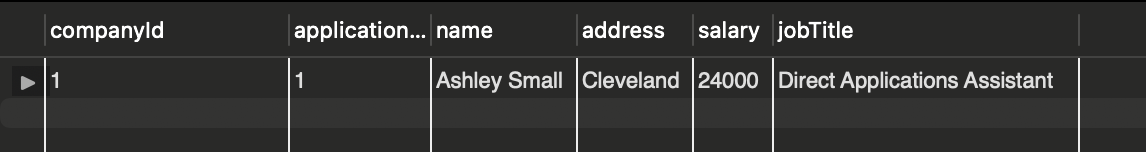 companyId application... name address salary jobTitle
1 1 Ashley Small Cleveland 24000 Direct Applications Assistant